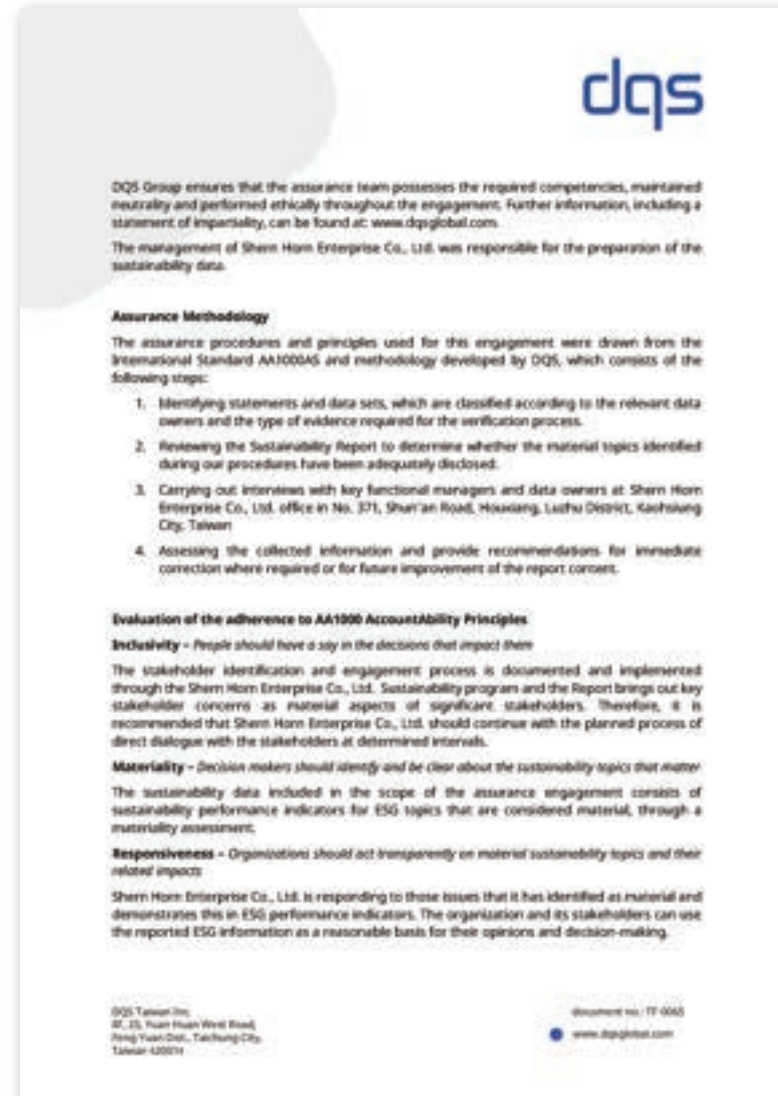 dqs
DQS Group ensures that the assurance team possesses the required competencies, maintained
neutrality and performed ethically throughout the engagement. Further information, including a
statement of impartiality, can be found at: www.dqsglobal.com.
The management of Shern Horn Enterprise Co., Ltd. was responsible for the preparation of the
sustainability data.
Assurance Methodology
The assurance procedures and principles used for this engagement were drawn from the
International Standard AA1000AS and methodology developed by DQS, which consists of the
following steps:
1. Identifying statements and data sets, which are classified according to the relevant data
owners and the type of evidence required for the verification process.
2. Reviewing the Sustainability Report to determine whether the material topics identified
during our procedures have been adequately disclosed.
3. Carrying out interviews with key functional managers and data owners at Shern Horn
Enterprise Co., Ltd. office in No. 371, Shun'an Road, Houxiang, Luzhu District, Kaohsiung
City, Taiwan
4. Assessing the collected information and provide recommendations for immediate
correction where required or for future improvement of the report content.
Evaluation of the adherence to AA1000 AccountAbility Principles
Inclusivity – People should have a say in the decisions that impact them
The stakeholder identification and engagement process is documented and implemented
through the Shern Horn Enterprise Co., Ltd. Sustainability program and the Report brings out key
stakeholder concerns as material aspects of significant stakeholders. Therefore, it is
recommended that Shern Horn Enterprise Co., Ltd. should continue with the planned process of
direct dialogue with the stakeholders at determined intervals.
Materiality – Decision makers should identify and be clear about the sustainability topics that matter
The sustainability data included in the scope of the assurance engagement consists of
sustainability performance indicators for ESG topics that are considered material, through a
materiality assessment.
Responsiveness – Organizations should act transparently on material sustainability topics and their
related impacts
Shern Horn Enterprise Co., Ltd. is responding to those issues that it has identified as material and
demonstrates this in ESG performance indicators. The organization and its stakeholders can use
the reported ESG information as a reasonable basis for their opinions and decision-making.
DQS Taiwan Inc.
8F, 23, Yuan Huan West Road,
Feng Yuan Dist., Taichung City,
Taiwan
document no.: TF-0065
www.dqsglobal.com